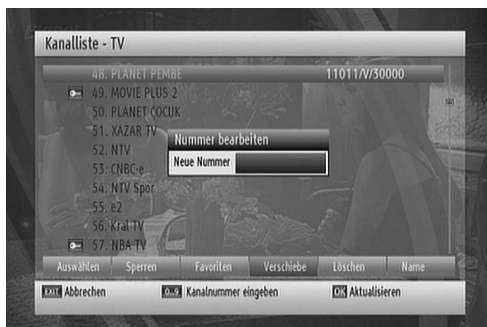 Kanalliste - TV
48. PLANET PEMBE 11011/V/30000
49. MOVIE PLUS 2
50. PLANET ÇOCUK
51. XAZAR TV
52. NTV
53. CNBC-e
54. NTV Spor
55. e2
56. Kral TV
57. NBA TV
Nummer bearbeiten
Neue Nummer
Auswählen Sperren Favoriten Verschiebe Löschen Name
EXIT Abbrechen 0...9 Kanalnummer eingeben OK Aktualisieren